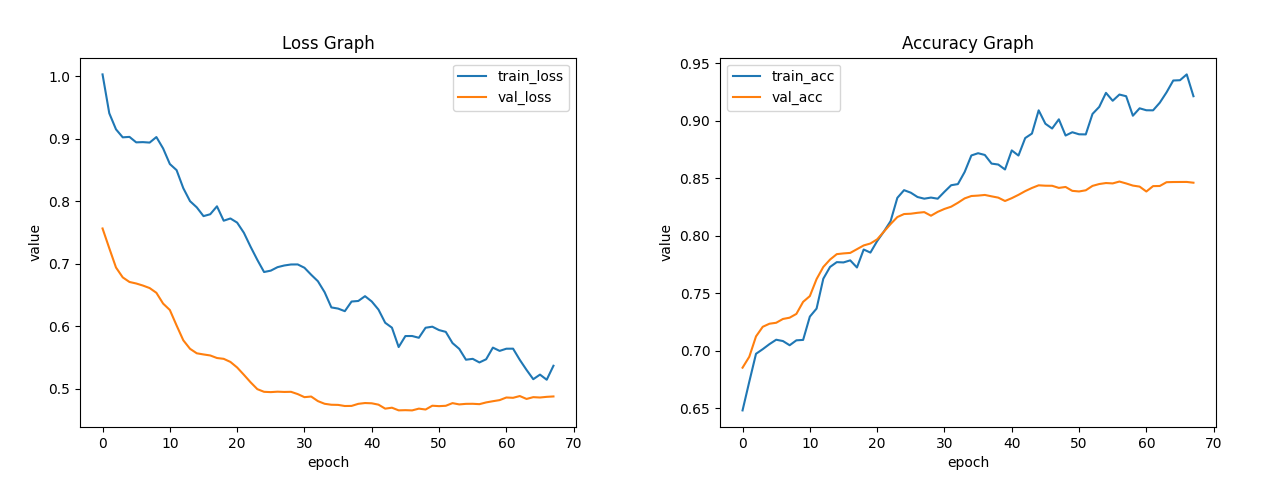 Loss Graph
1.0
0.9
0.8
0.7
0.6
0.5
value
0 10 20 30 40 50 60 70
epoch
train_loss
val_loss
Accuracy Graph
0.95
0.90
0.85
0.80
0.75
0.70
0.65
value
0 10 20 30 40 50 60 70
epoch
train_acc
val_acc